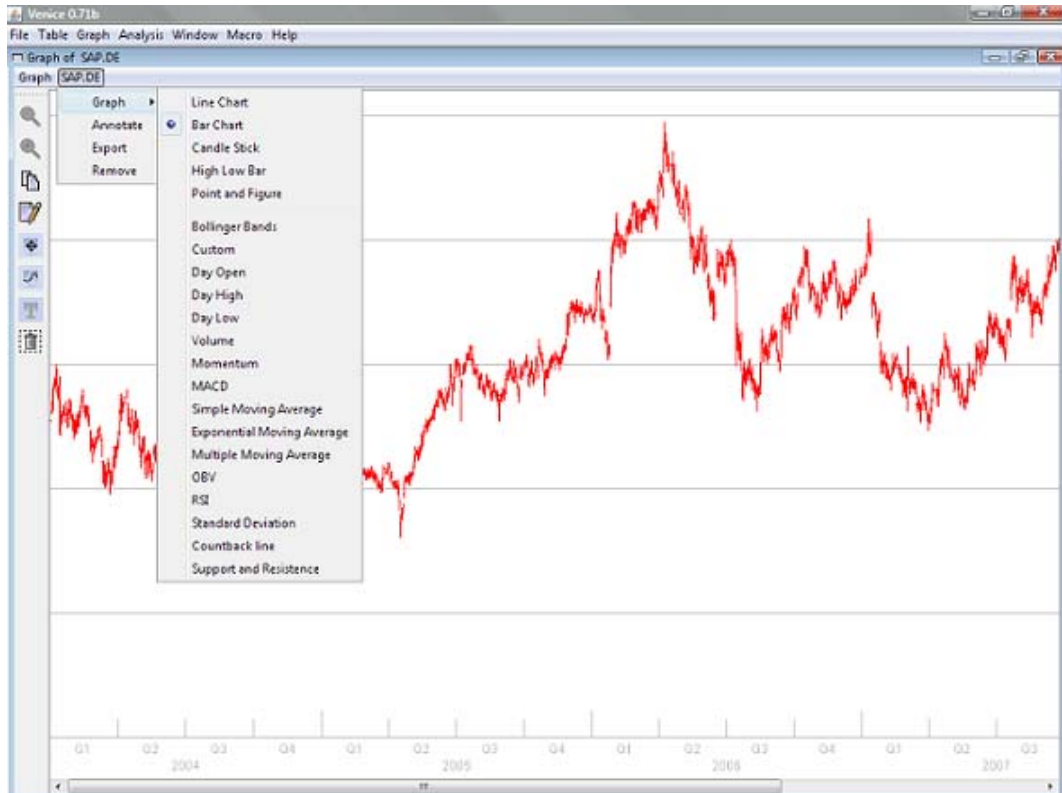 Venice 0.71b
File Table Graph Analysis Window Macro Help
Graph of SAP.DE
Graph SAP.DE
Graph
Annotate
Export
Remove
Line Chart
Bar Chart
Candle Stick
High Low Bar
Point and Figure
Bollinger Bands
Custom
Day Open
Day High
Day Low
Volume
Momentum
MACD
Simple Moving Average
Exponential Moving Average
Multiple Moving Average
OBV
RSI
Standard Deviation
Countback line
Support and Resistence
T
Q1 Q2 Q3 Q4 Q1 Q2 Q3 Q4 Q1 Q2 Q3 Q4 Q1 Q2 Q3
2004 2005 2006 2007